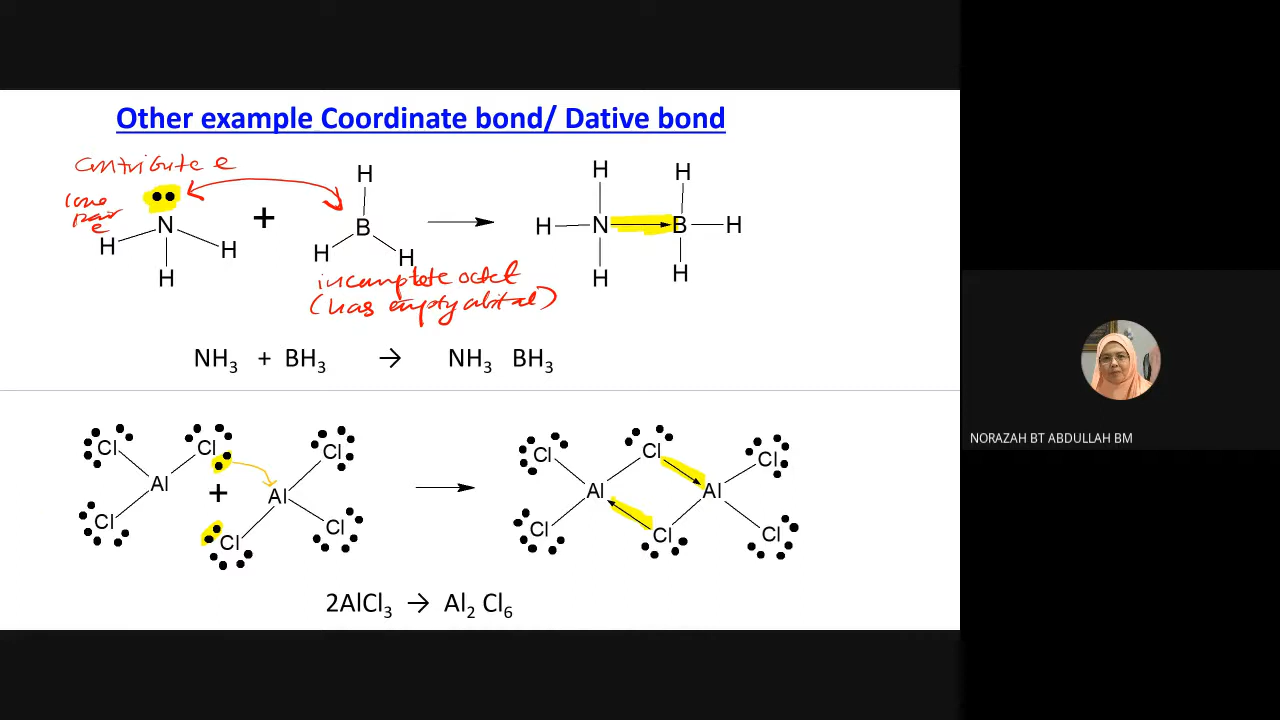 Other example Coordinate bond/ Dative bond
contribute e
lone
pair
e
N
H
H
H
+
H
B
H
H
incomplete octet
(has empty orbital)
H
H
H
N
B
H
H
H
NH3 + BH3 → NH3 BH3
Cl
Cl
Al
Cl
+
Cl
Al
Cl
Cl
Cl
Cl
Cl
Al
Al
Cl
Cl
Cl
2AlCl3 → Al2 Cl6
NORAZAH BT ABDULLAH BM